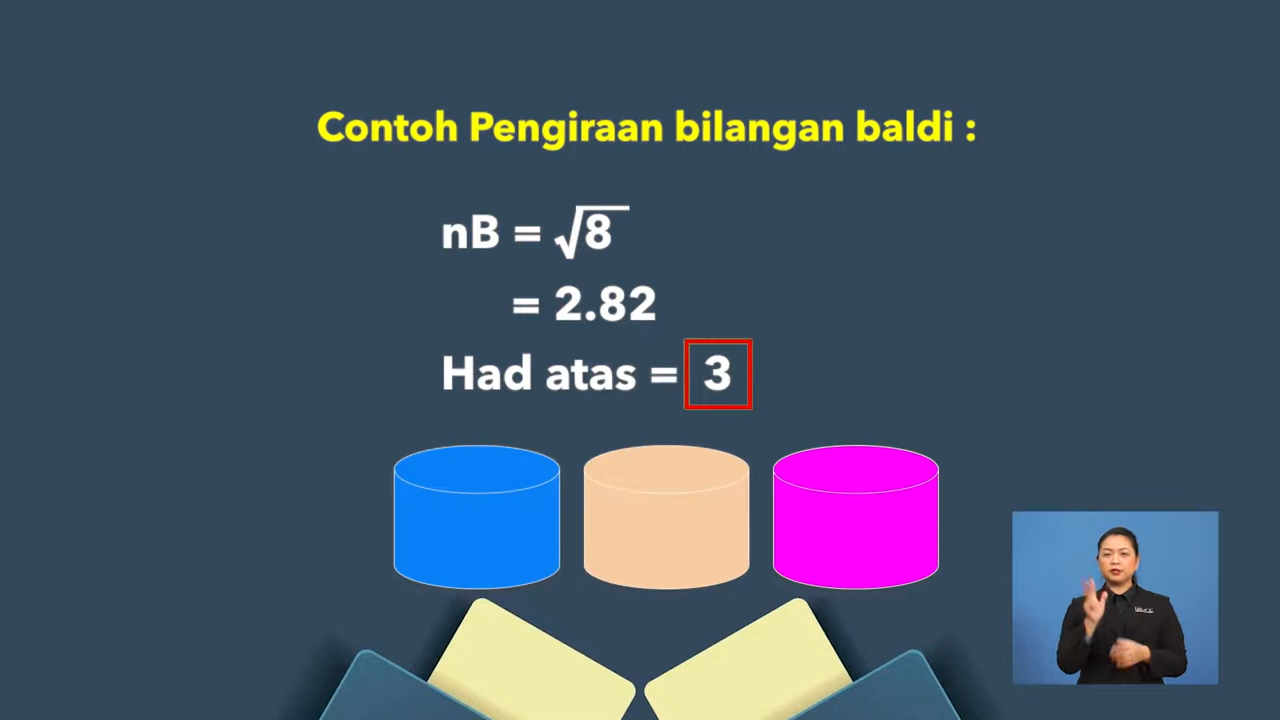 Contoh Pengiraan bilangan baldi :
nB = √8
= 2.82
Had atas = 3